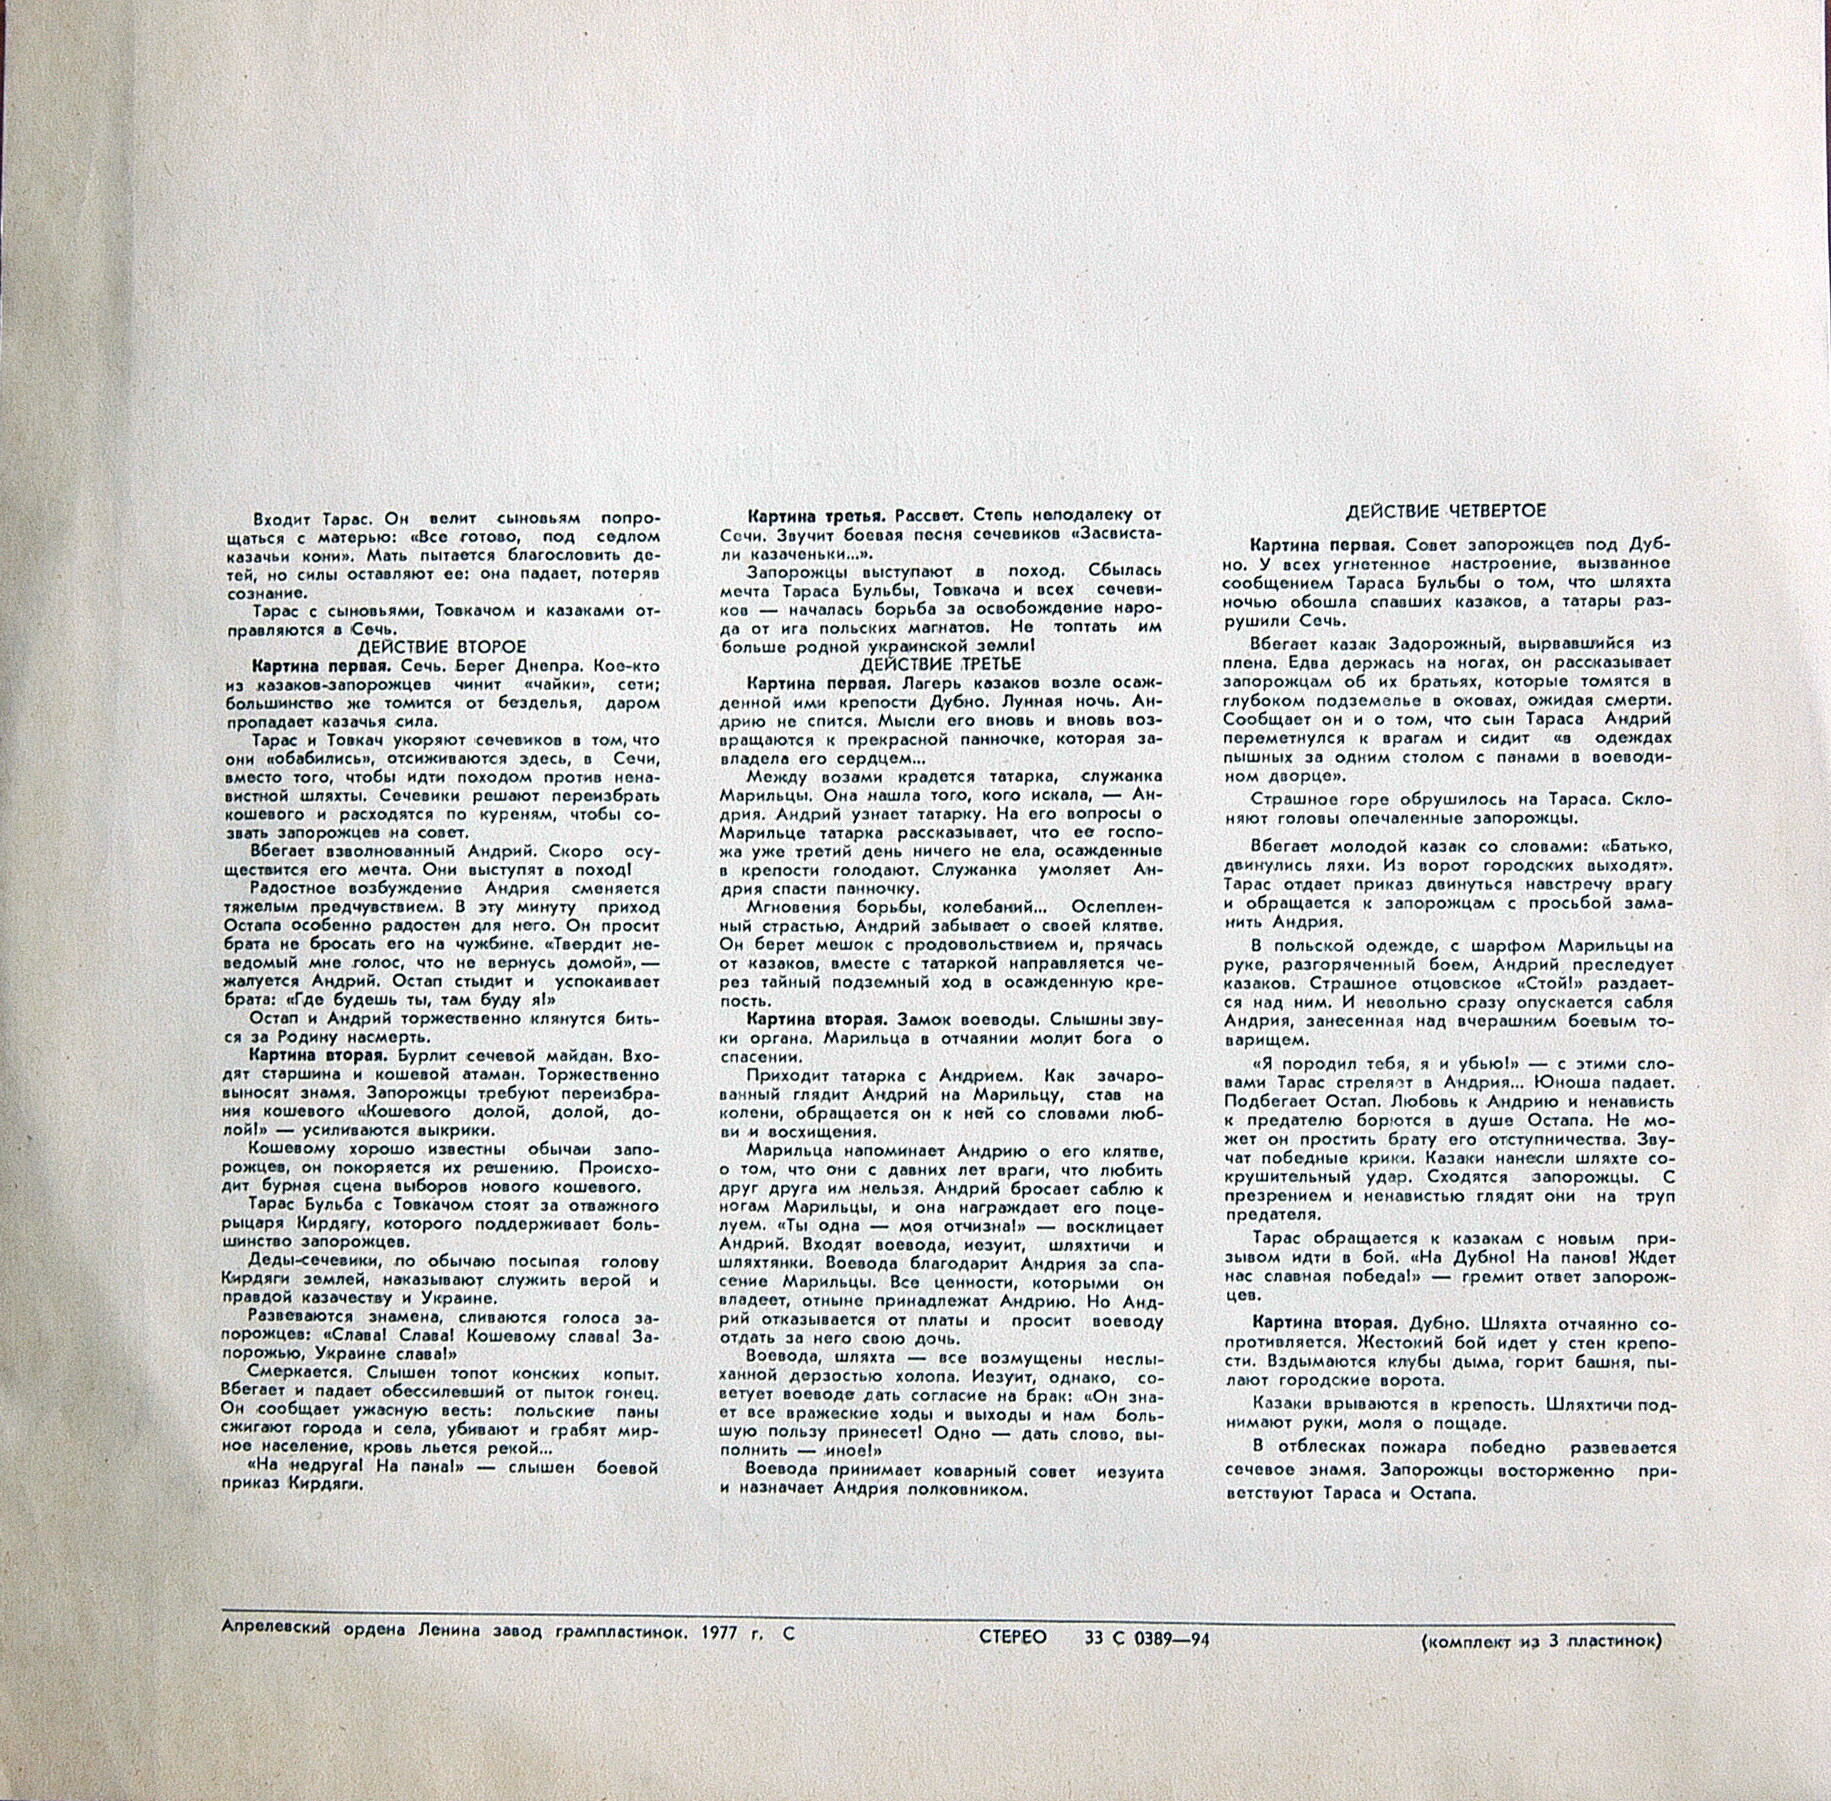 Входит Тарас. Он велит сыновьям попро-
щаться с матерью: «Все готово, под седлом
казачьи кони». Мать пытается благословить де-
тей, но силы оставляют ее: она падает, потеряв
сознание.
Тарас с сыновьями, Товкачом и казаками от-
правляются в Сечь.
ДЕЙСТВИЕ ВТОРОЕ
Картина первая. Сечь. Берег Днепра. Кое-кто
из казаков-запорожцев чинит «чайки», сети;
большинство же томится от безделья, даром
пропадает казачья сила.
Тарас и Товкач укоряют сечевиков в том, что
они «обабились», отсиживаются здесь, в Сечи,
вместо того, чтобы идти походом против нена-
вистной шляхты. Сечевики решают переизбрать
кошевого и расходятся по куреням, чтобы со-
звать запорожцев на совет.
Вбегает взволнованный Андрий. Скоро осу-
ществится его мечта. Они выступят в поход!
Радостное возбуждение Андрия сменяется
тяжелым предчувствием. В эту минуту приход
Остапа особенно радостен для него. Он просит
брата не бросать его на чужбине. «Твердит не-
ведомый мне голос, что не вернусь домой», —
жалуется Андрий. Остап стыдит и успокаивает
брата: «Где будешь ты, там буду я!»
Остап и Андрий торжественно клянутся бить-
ся за Родину насмерть.
Картина вторая. Бурлит сечевой майдан. Вхо-
дят старшина и кошевой атаман. Торжественно
выносят знамя. Запорожцы требуют переизбра-
ния кошевого «Кошевого долой, долой, до-
лой!» — усиливаются выкрики.
Кошевому хорошо известны обычаи запо-
рожцев, он покоряется их решению. Происхо-
дит бурная сцена выборов нового кошевого.
Тарас Бульба с Товкачом стоят за отважного
рыцаря Кирдягу, которого поддерживает боль-
шинство запорожцев.
Деды-сечевики, по обычаю посыпая голову
Кирдяги землей, наказывают служить верой и
правдой казачеству и Украине.
Развеваются знамена, сливаются голоса за-
порожцев: «Слава! Слава! Кошевому слава! За-
порожью, Украине слава!»
Смеркается. Слышен топот конских копыт.
Вбегает и падает обессилевший от пыток гонец.
Он сообщает ужасную весть: польские паны
сжигают города и села, убивают и грабят мир-
ное население, кровь льется рекой...
«На недруга! На пана!» — слышен боевой
приказ Кирдяги.
Картина третья. Рассвет. Степь неподалеку от
Сечи. Звучит боевая песня сечевиков «Засвиста-
ли казаченьки...».
Запорожцы выступают в поход. Сбылась
мечта Тараса Бульбы, Товкача и всех сечеви-
ков — началась борьба за освобождение наро-
да от ига польских магнатов. Не топтать им
больше родной украинской земли!
ДЕЙСТВИЕ ТРЕТЬЕ
Картина первая. Лагерь казаков возле осаж-
денной ими крепости Дубно. Лунная ночь. Ан-
дрию не спится. Мысли его вновь и вновь воз-
вращаются к прекрасной панночке, которая за-
владела его сердцем...
Между возами крадется татарка, служанка
Марильцы. Она нашла того, кого искала, — Ан-
дрия. Андрий узнает татарку. На его вопросы о
Марильце татарка рассказывает, что ее госпо-
жа уже третий день ничего не ела, осажденные
в крепости голодают. Служанка умоляет Ан-
дрия спасти панночку.
Мгновения борьбы, колебаний... Ослеплен-
ный страстью, Андрий забывает о своей клятве.
Он берет мешок с продовольствием и, прячась
от казаков, вместе с татаркой направляется че-
рез тайный подземный ход в осажденную кре-
пость.
Картина вторая. Замок воеводы. Слышны зву-
ки органа. Марильца в отчаянии молит бога о
спасении.
Приходит татарка с Андрием. Как зачаро-
ванный глядит Андрий на Марильцу, став на
колени, обращается он к ней со словами люб-
ви и восхищения.
Марильца напоминает Андрию о его клятве,
о том, что они с давних лет враги, что любить
друг друга им нельзя. Андрий бросает саблю к
ногам Марильцы, и она награждает его поце-
луем. «Ты одна — моя отчизна!» — восклицает
Андрий. Входят воевода, иезуит, шляхтичи и
шляхтянки. Воевода благодарит Андрия за спа-
сение Марильцы. Все ценности, которыми он
владеет, отныне принадлежат Андрию. Но Анд-
рий отказывается от платы и просит воеводу
отдать за него свою дочь.
Воевода, шляхта — все возмущены неслы-
ханной дерзостью холопа. Иезуит, однако, со-
ветует воеводе дать согласие на брак: «Он зна-
ет все вражеские ходы и выходы и нам боль-
шую пользу принесет! Одно — дать слово, вы-
полнить — иное!»
Воевода принимает коварный совет иезуита
и назначает Андрия полковником.
ДЕЙСТВИЕ ЧЕТВЕРТОЕ
Картина первая. Совет запорожцев под Дуб-
но. У всех угнетенное настроение, вызванное
сообщением Тараса Бульбы о том, что шляхта
ночью обошла спавших казаков, а татары раз-
рушили Сечь.
Вбегает казак Задорожный, вырвавшийся из
плена. Едва держась на ногах, он рассказывает
запорожцам об их братьях, которые томятся в
глубоком подземелье в оковах, ожидая смерти.
Сообщает он и о том, что сын Тараса Андрий
переметнулся к врагам и сидит «в одеждах
пышных за одним столом с панами в воеводи-
ном дворце».
Страшное горе обрушилось на Тараса. Скло-
няют головы опечаленные запорожцы.
Вбегает молодой казак со словами: «Батько,
двинулись ляхи. Из ворот городских выходят».
Тарас отдает приказ двинуться навстречу врагу
и обращается к запорожцам с просьбой зама-
нить Андрия.
В польской одежде, с шарфом Марильцы на
руке, разгоряченный боем, Андрий преследует
казаков. Страшное отцовское «Стой!» раздает-
ся над ним. И невольно сразу опускается сабля
Андрия, занесенная над вчерашним боевым то-
варищем.
«Я породил тебя, я и убью!» — с этими сло-
вами Тарас стреляет в Андрия... Юноша падает.
Подбегает Остап. Любовь к Андрию и ненависть
к предателю борются в душе Остапа. Не мо-
жет он простить брату его отступничества. Зву-
чат победные крики. Казаки нанесли шляхте со-
крушительный удар. Сходятся запорожцы. С
презрением и ненавистью глядят они на труп
предателя.
Тарас обращается к казакам с новым при-
зывом идти в бой. «На Дубно! На панов! Ждет
нас славная победа!» — гремит ответ запорож-
цев.
Картина вторая. Дубно. Шляхта отчаянно со-
противляется. Жестокий бой идет у стен крепо-
сти. Вздымаются клубы дыма, горит башня, пы-
лают городские ворота.
Казаки врываются в крепость. Шляхтичи под-
нимают руки, моля о пощаде.
В отблесках пожара победно развевается
сечевое знамя. Запорожцы восторженно при-
ветствуют Тараса и Остапа.
Апрелевский ордена Ленина завод грампластинок. 1977 г. С
СТЕРЕО 33 С 0389—94
(комплект из 3 пластинок)